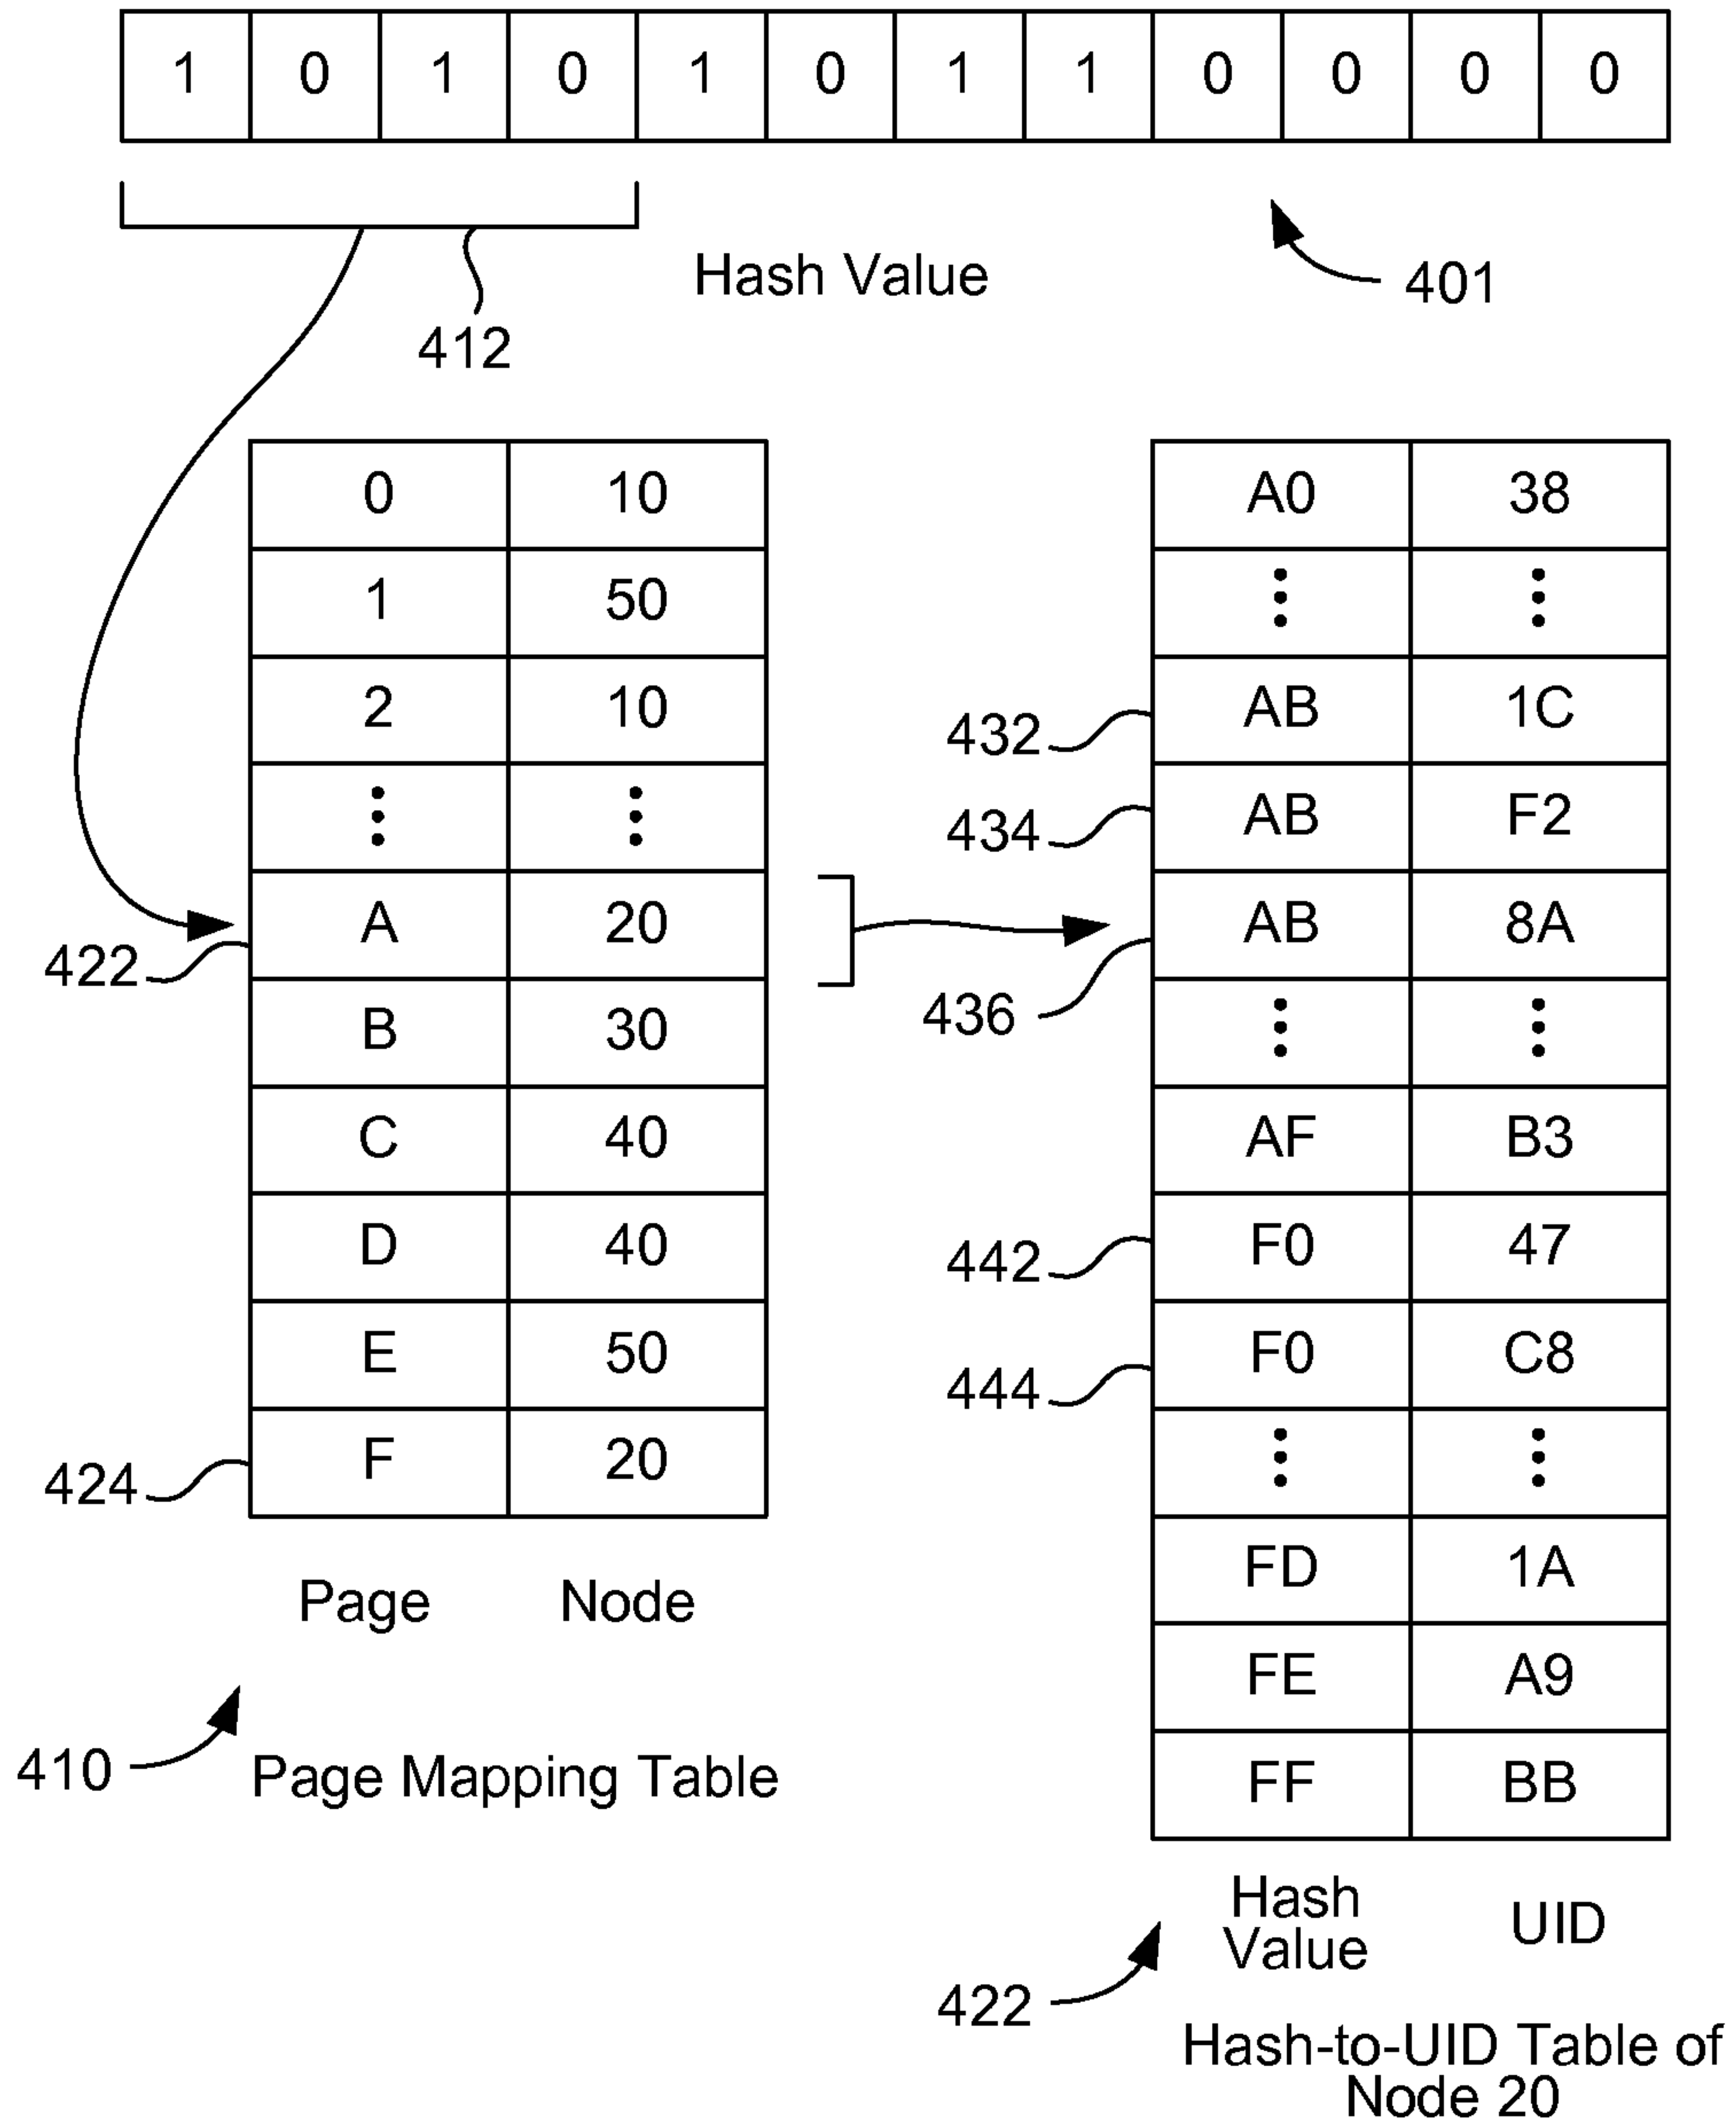 1 0 1 0 1 0 1 1 0 0 0 0
Hash Value
401
412
0 10
1 50
2 10
A 20
B 30
C 40
D 40
E 50
F 20
422
424
Page Node
410
Page Mapping Table
A0 38
432 AB 1C
434 AB F2
AB 8A
436
AF B3
442 F0 47
444 F0 C8
FD 1A
FE A9
FF BB
Hash
Value
UID
422
Hash-to-UID Table of
Node 20